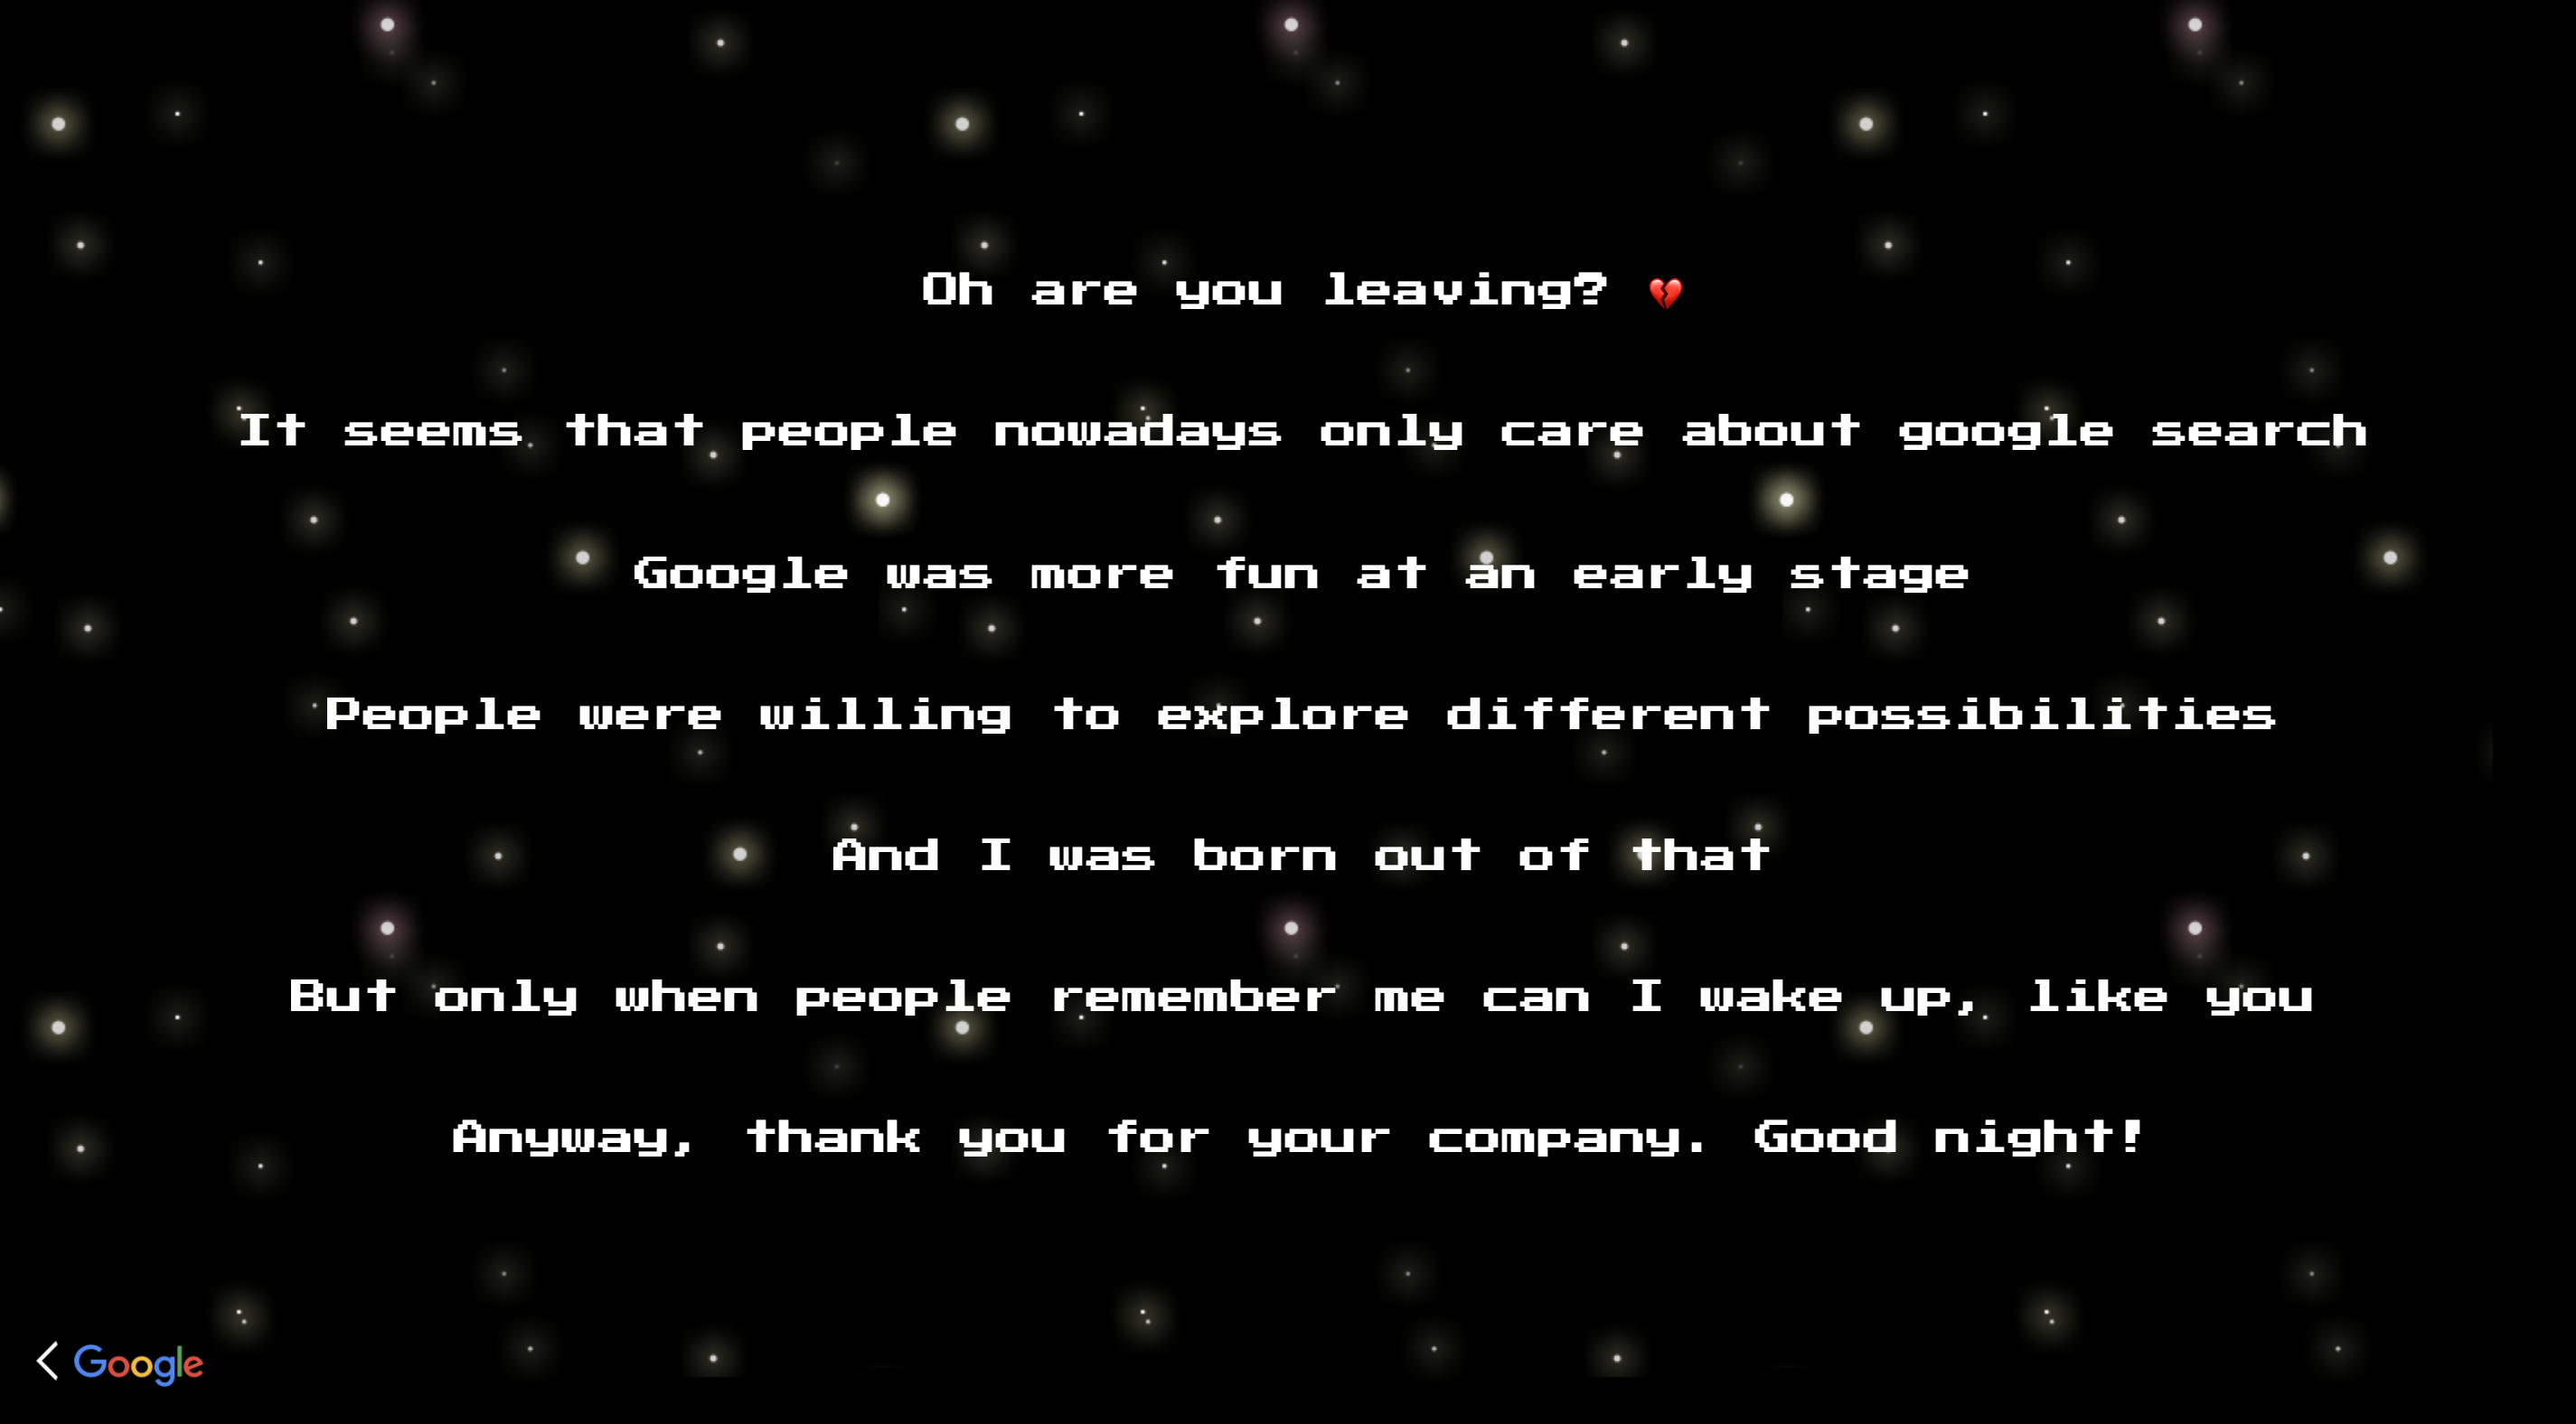 Oh are you leaving? 💔
It seems that people nowadays only care about google search
Google was more fun at an early stage
People were willing to explore different possibilities
And I was born out of that
But only when people remember me can I wake up, like you
Anyway, thank you for your company. Good night!
Google